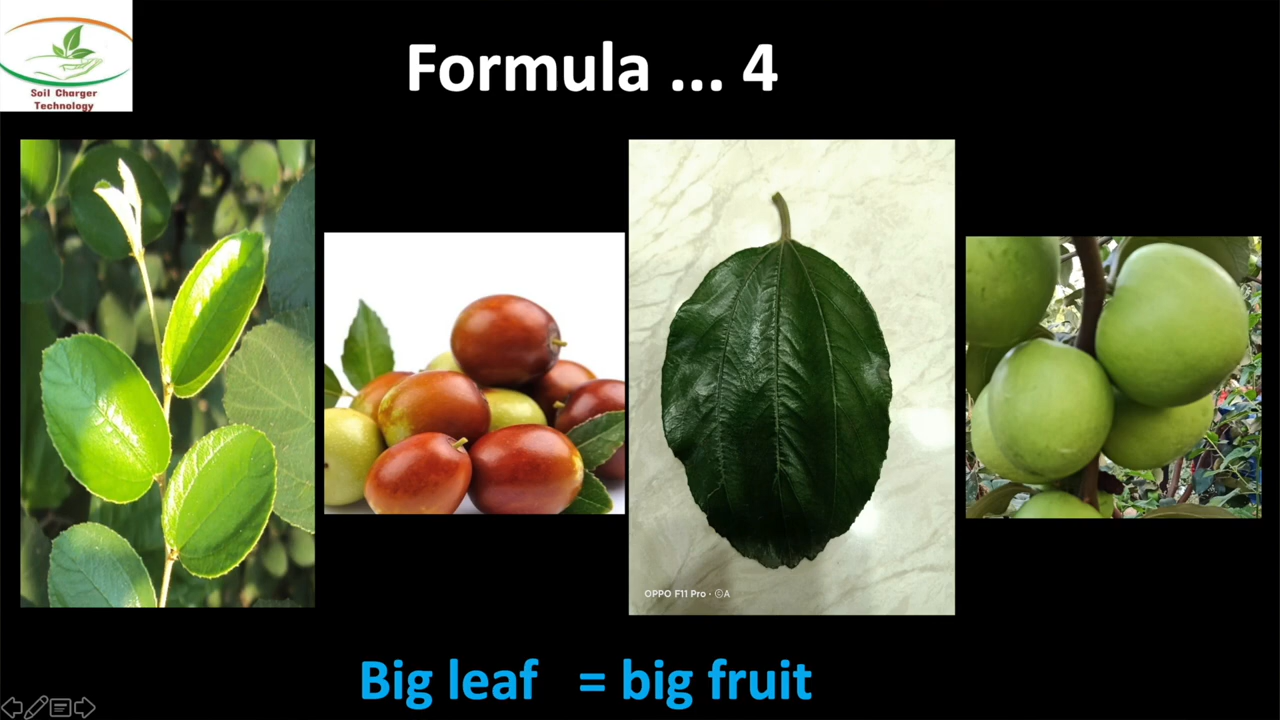 Soil Charger
Technology
Formula ... 4
OPPO F11 Pro · ©A
Big leaf = big fruit